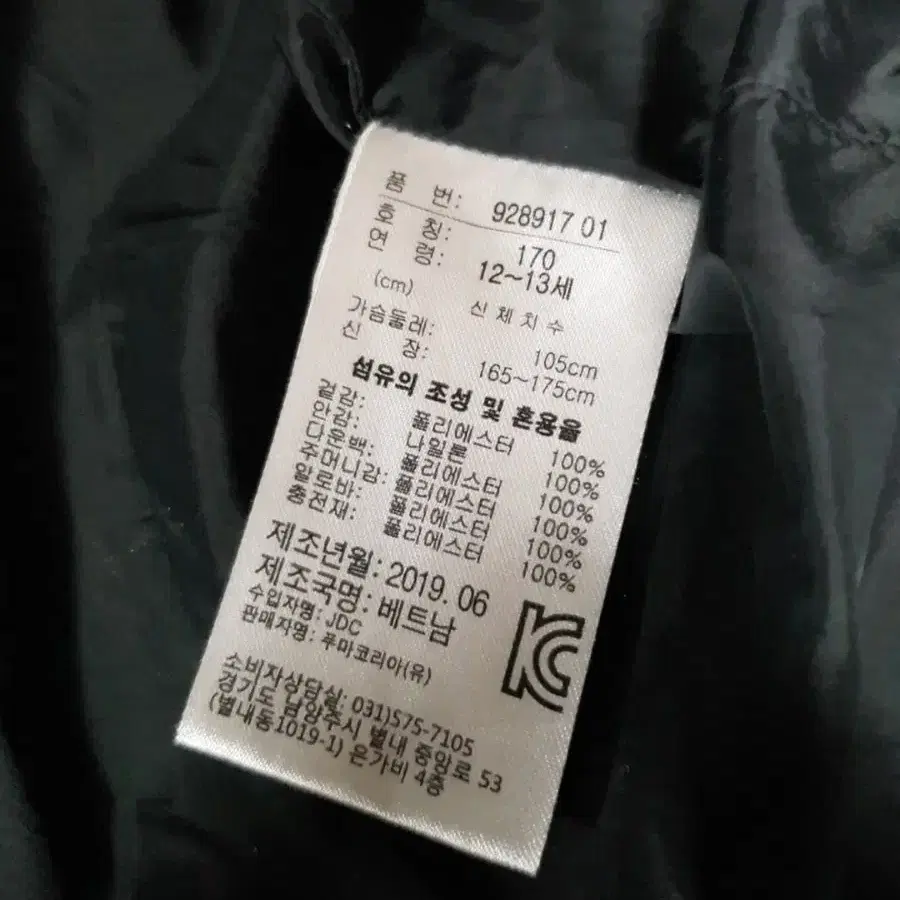 품 번: 928917 01
호 칭: 170
연 령: 12~13세
(cm) 신체치수
가슴둘레: 105cm
신 장: 165~175cm
섬유의 조성 및 혼용율
겉감: 폴리에스터 100%
안감: 나일론 100%
디운백: 폴리에스터 100%
주머니감: 폴리에스터 100%
알로바: 폴리에스터 100%
충전재: 폴리에스터 100%
제조년월: 2019. 06
제조국명: 베트남
수입자명: JDC
판매자명: 푸마코리아(유)
KC
소비자상담실: 031)575-7105
경기도 남양주시 별내 중앙로 53
(별내동1019-1) 은가비 4층